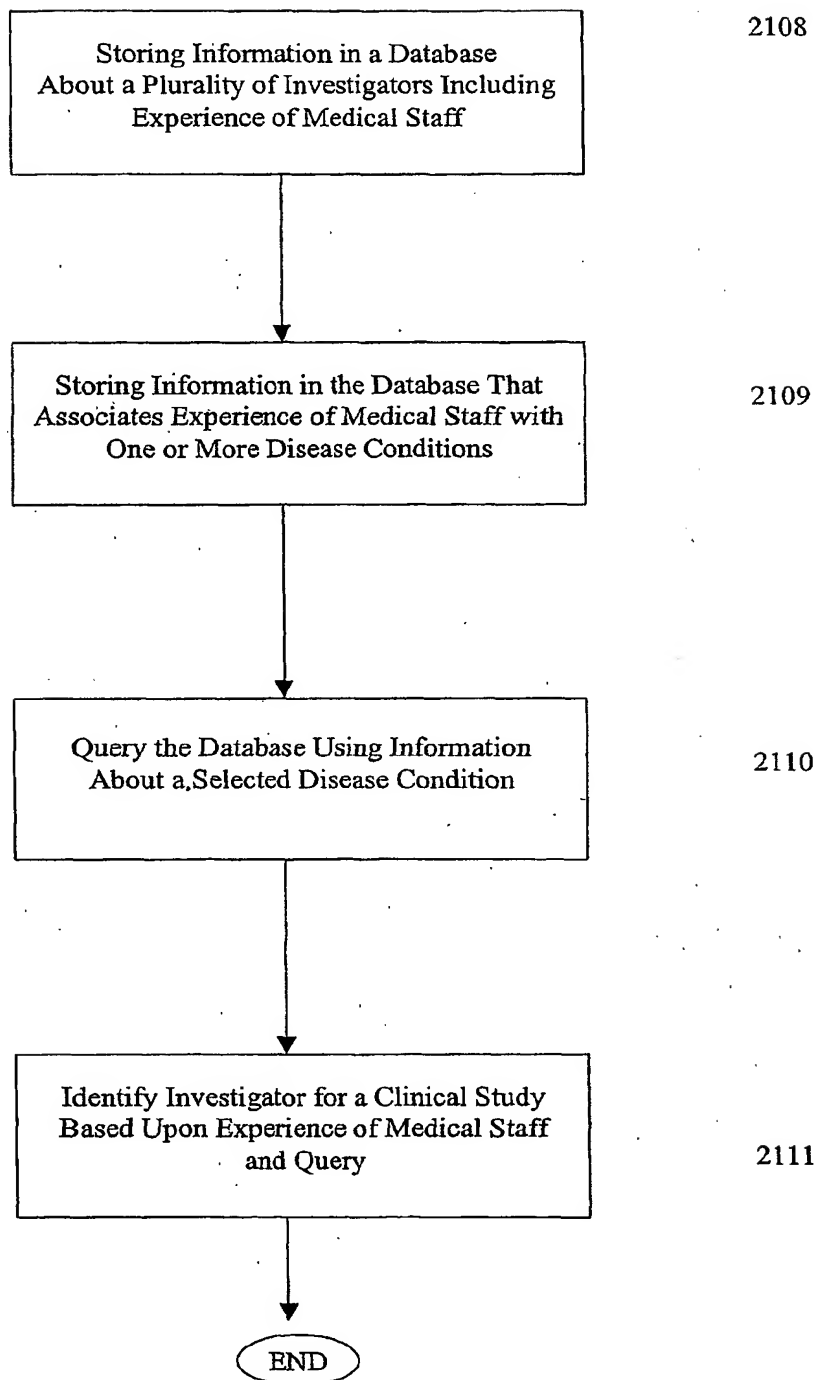 2108
Storing Information in a Database
About a Plurality of Investigators Including
Experience of Medical Staff
Storing Information in the Database That
Associates Experience of Medical Staff with
One or More Disease Conditions
2109
Query the Database Using Information
About a Selected Disease Condition
2110
Identify Investigator for a Clinical Study
Based Upon Experience of Medical Staff
and Query
2111
END